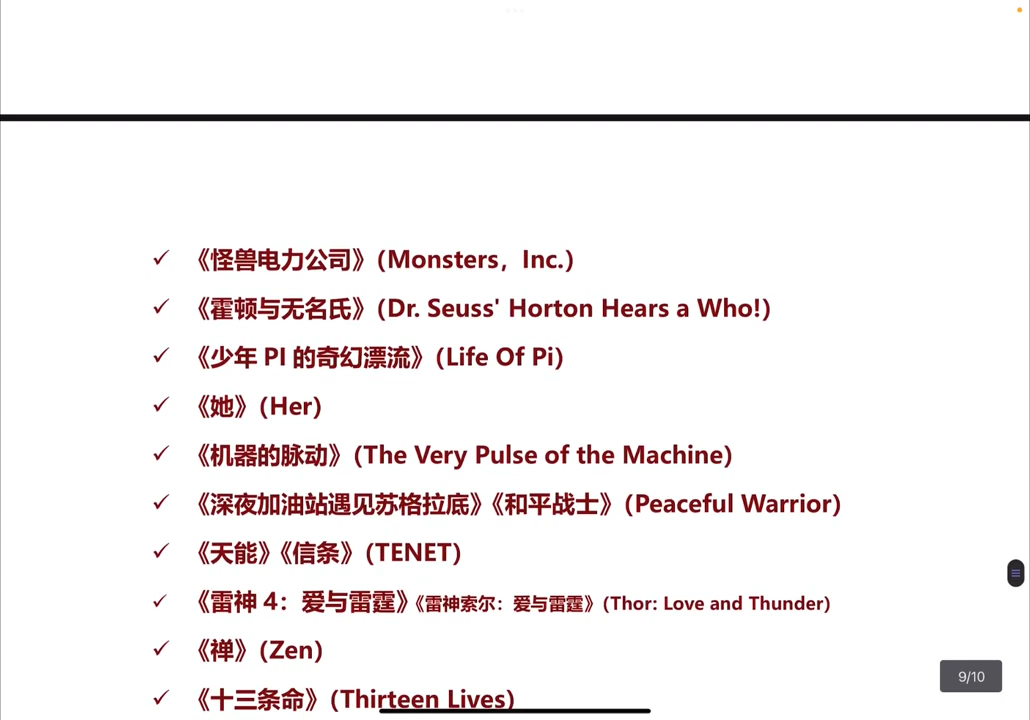 《怪兽电力公司》(Monsters，Inc.)
《霍顿与无名氏》(Dr. Seuss' Horton Hears a Who!)
《少年 PI 的奇幻漂流》(Life Of Pi)
《她》(Her)
《机器的脉动》(The Very Pulse of the Machine)
《深夜加油站遇见苏格拉底》《和平战士》(Peaceful Warrior)
《天能》《信条》(TENET)
《雷神 4：爱与雷霆》《雷神索尔：爱与雷霆》(Thor: Love and Thunder)
《禅》(Zen)
9/10
《十三条命》(Thirteen Lives)